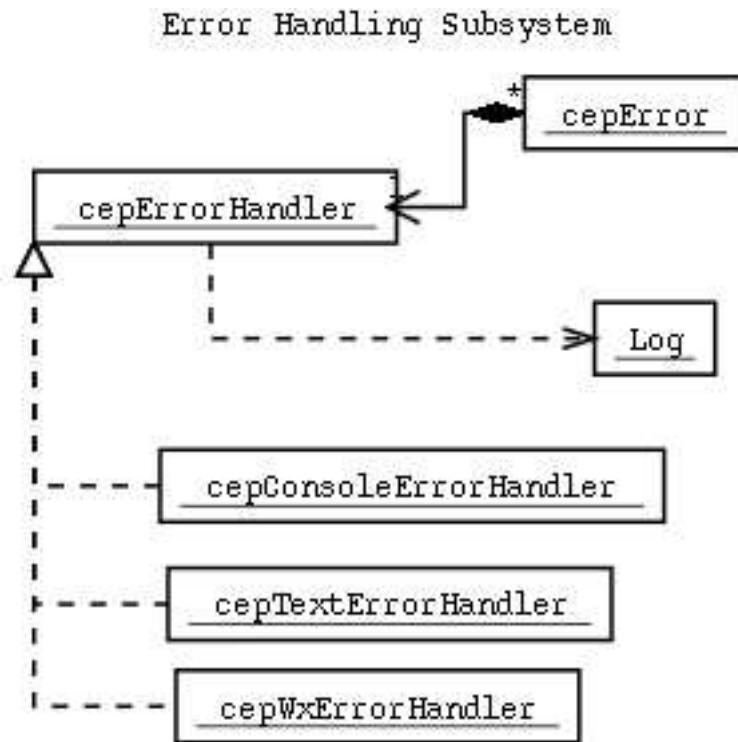 Error Handling Subsystem
*
cepError
cepErrorHandler
Log
cepConsoleErrorHandler
cepTextErrorHandler
cepWxErrorHandler